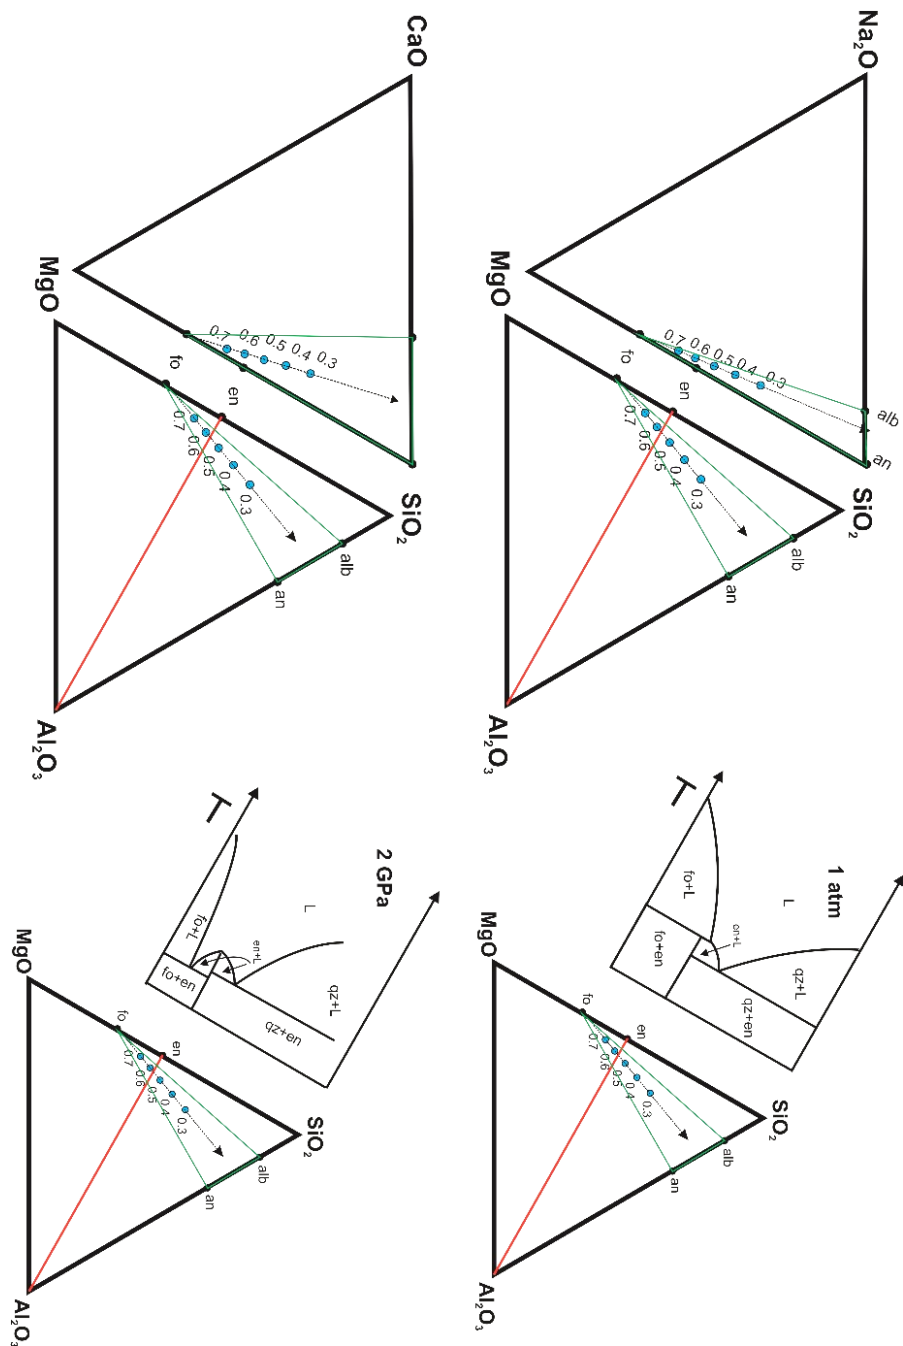 CaO
MgO
0.7
0.6
0.5
0.4
0.3
fo
en
SiO₂
0.7
0.6
0.5
0.4
0.3
alb
an
Al₂O₃
Na₂O
MgO
0.7
0.6
0.5
0.4
0.3
alb
an
fo
en
SiO₂
0.7
0.6
0.5
0.4
0.3
alb
an
Al₂O₃
T
2 GPa
L
fo+L
en+L
qz+L
fo+en
qz+en
MgO
fo
en
SiO₂
0.7
0.6
0.5
0.4
0.3
alb
an
Al₂O₃
T
1 atm
L
fo+L
en+L
qz+L
fo+en
qz+en
MgO
fo
en
SiO₂
0.7
0.6
0.5
0.4
0.3
alb
an
Al₂O₃